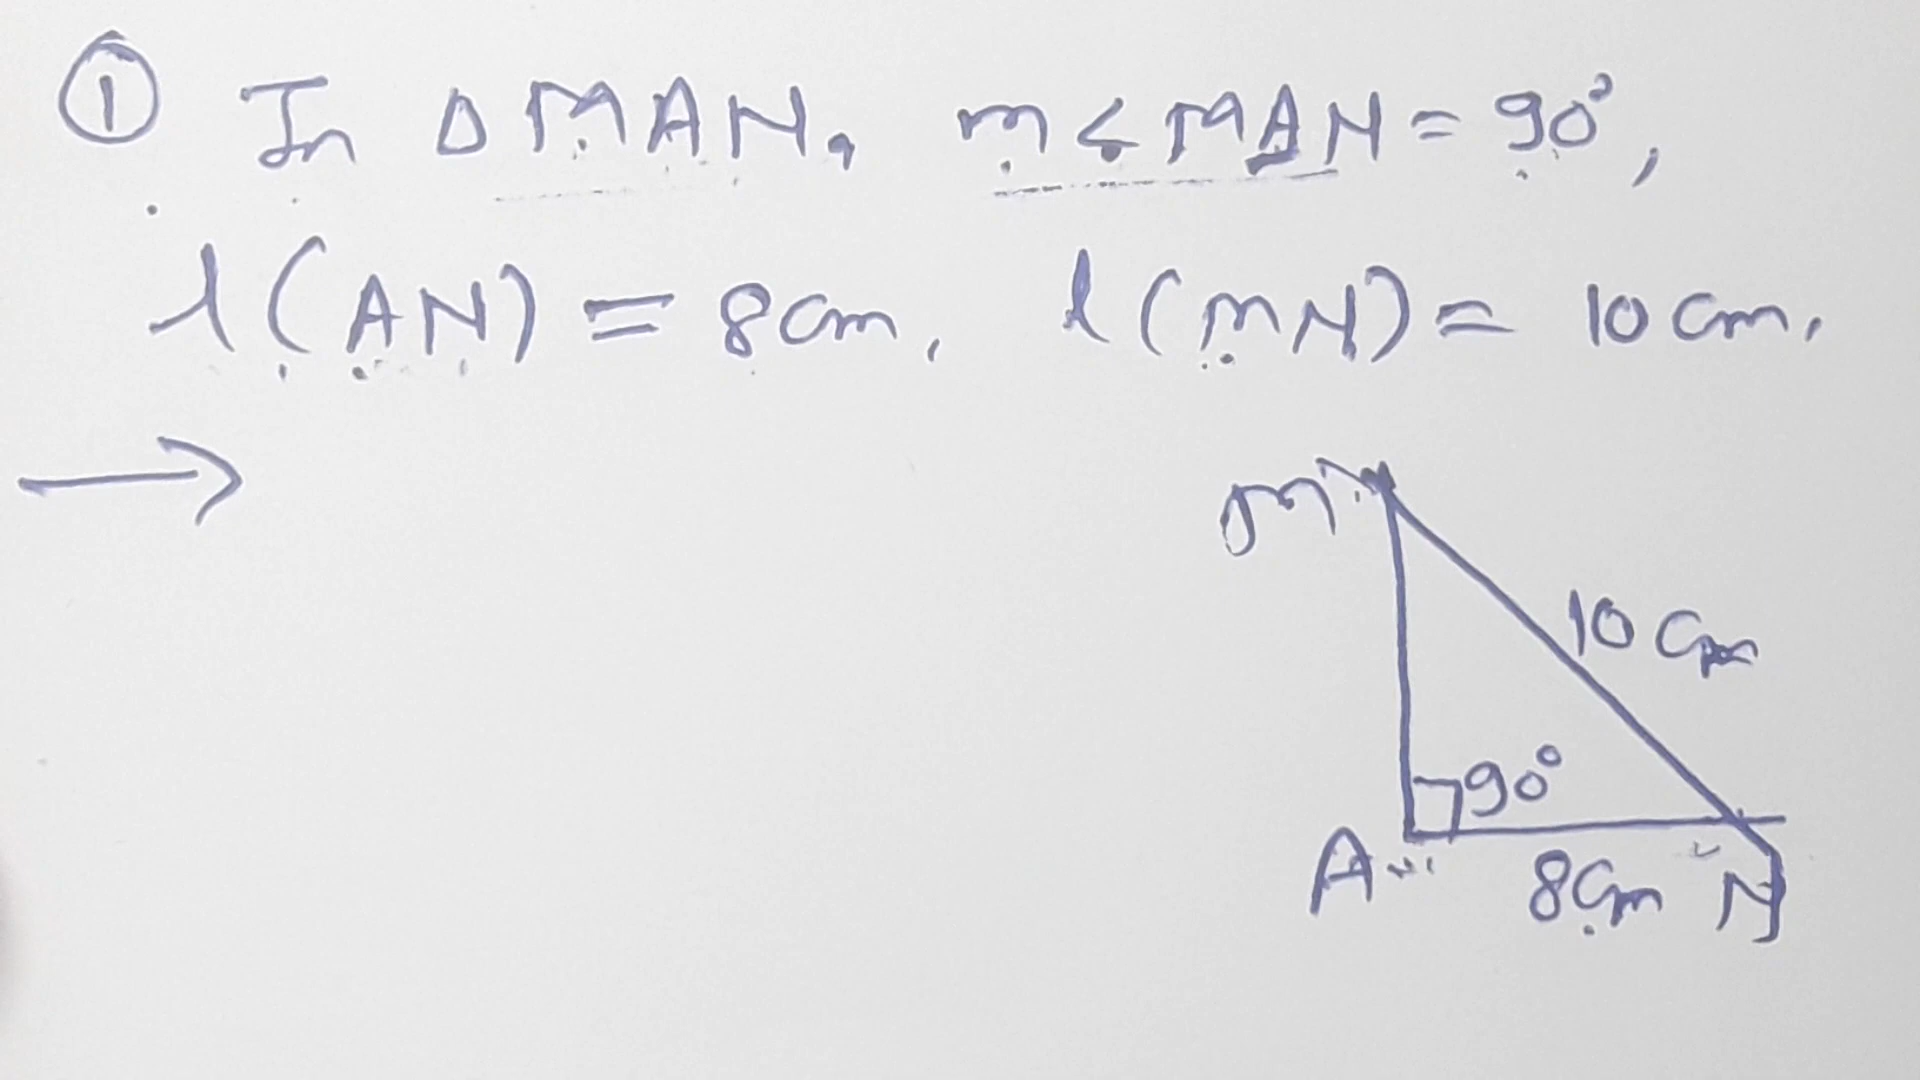 ① In △MAN, m∠MAN = 90°,
l(AN) = 8cm, l(MN) = 10 cm.
→
M
10 cm
90°
A 8cm N